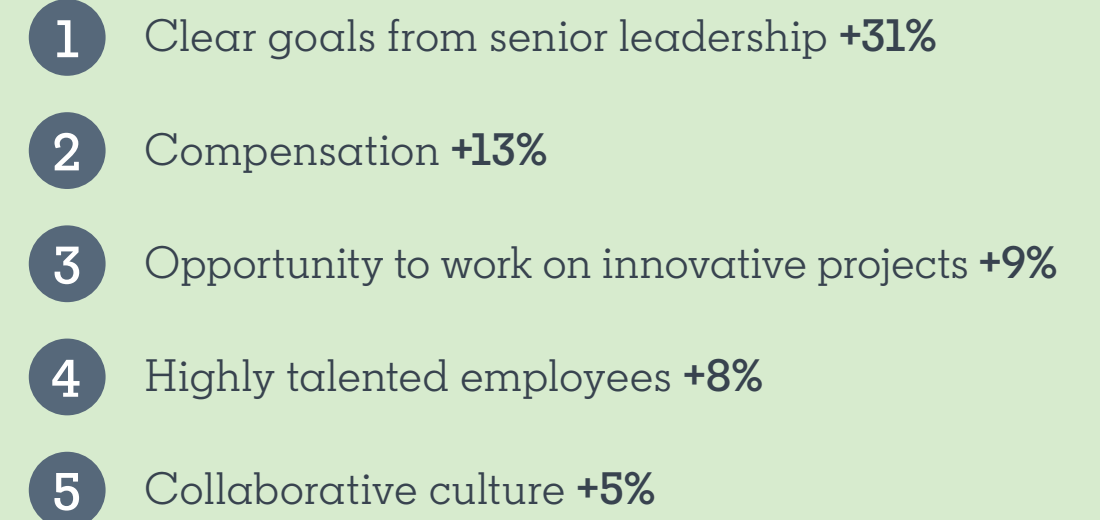 1 Clear goals from senior leadership +31%
2 Compensation +13%
3 Opportunity to work on innovative projects +9%
4 Highly talented employees +8%
5 Collaborative culture +5%